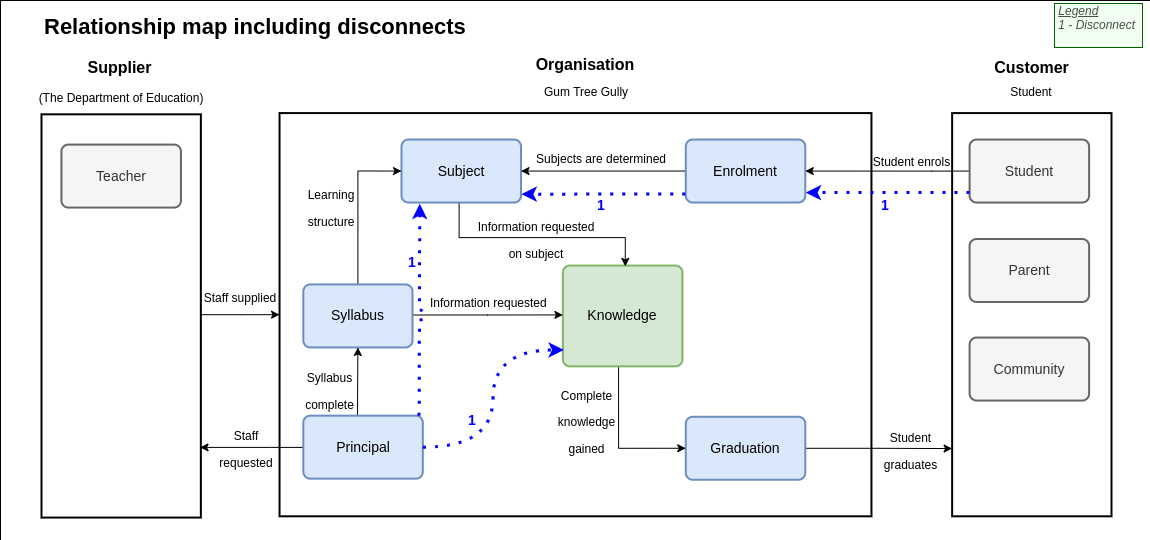 Relationship map including disconnects
Legend
1 - Disconnect
Supplier
(The Department of Education)
Organisation
Gum Tree Gully
Customer
Student
Teacher
Subject
Subjects are determined
Enrolment
Student enrols
Student
1
1
Learning
structure
Information requested
on subject
1
Parent
Staff supplied
Syllabus
Information requested
Knowledge
Syllabus
complete
Community
Complete
knowledge
gained
1
Staff
requested
Principal
Graduation
Student
graduates